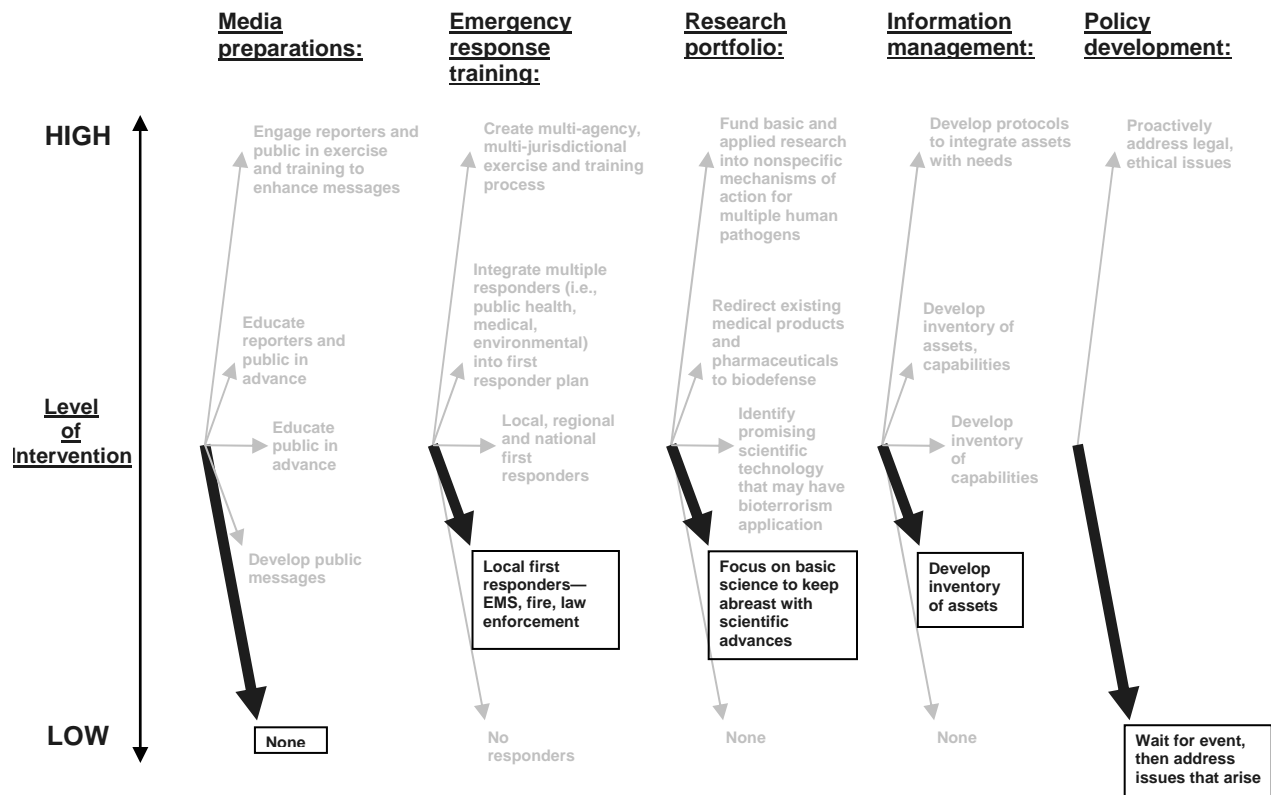 Media
preparations:
Emergency
response
training:
Research
portfolio:
Information
management:
Policy
development:
HIGH
Engage reporters and
public in exercise
and training to
enhance messages
Create multi-agency,
multi-jurisdictional
exercise and training
process
Fund basic and
applied research
into nonspecific
mechanisms of
action for
multiple human
pathogens
Develop protocols
to integrate assets
with needs
Proactively
address legal,
ethical issues
Educate
reporters and
public in
advance
Integrate multiple
responders (i.e.,
public health,
medical,
environmental)
into first
responder plan
Redirect existing
medical products
and
pharmaceuticals
to biodefense
Develop
inventory of
assets,
capabilities
Level
of
Intervention
Educate
public in
advance
Local, regional
and national
first
responders
Identify
promising
scientific
technology
that may have
bioterrorism
application
Develop
inventory
of
capabilities
Develop public
messages
Local first
responders—
EMS, fire, law
enforcement
Focus on basic
science to keep
abreast with
scientific
advances
Develop
inventory
of assets
LOW
None
No
responders
None
None
Wait for event,
then address
issues that arise